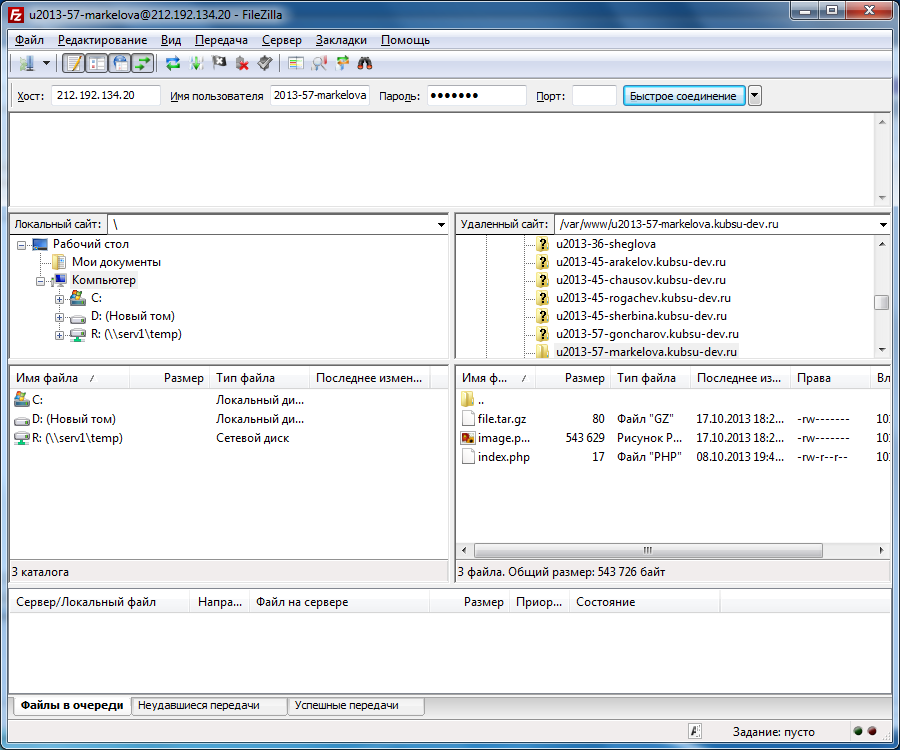 u2013-57-markelova@212.192.134.20 - FileZilla
Файл Редактирование Вид Передача Сервер Закладки Помощь
Хост: 212.192.134.20 Имя пользователя 2013-57-markelova Пароль: ●●●●●●● Порт: Быстрое соединение
Локальный сайт: \
Рабочий стол
Мои документы
Компьютер
C:
D: (Новый том)
R: (\\serv1\temp)
Удаленный сайт: /var/www/u2013-57-markelova.kubsu-dev.ru
u2013-36-sheglova
u2013-45-arakelov.kubsu-dev.ru
u2013-45-chausov.kubsu-dev.ru
u2013-45-rogachev.kubsu-dev.ru
u2013-45-sherbina.kubsu-dev.ru
u2013-57-goncharov.kubsu-dev.ru
u2013-57-markelova.kubsu-dev.ru
Имя файла / Размер Тип файла Последнее измен...
C: Локальный ди...
D: (Новый том) Локальный ди...
R: (\\serv1\temp) Сетевой диск
3 каталога
Имя ф... / Размер Тип файла Последнее из... Права Вл
..
file.tar.gz 80 Файл "GZ" 17.10.2013 18:2... -rw------- 10
image.p... 543 629 Рисунок P... 17.10.2013 18:2... -rw------- 10
index.php 17 Файл "PHP" 08.10.2013 19:4... -rw-r--r-- 10
3 файла. Общий размер: 543 726 байт
Сервер/Локальный файл Напра... Файл на сервере Размер Приор... Состояние
Файлы в очереди Неудавшиеся передачи Успешные передачи
Задание: пусто